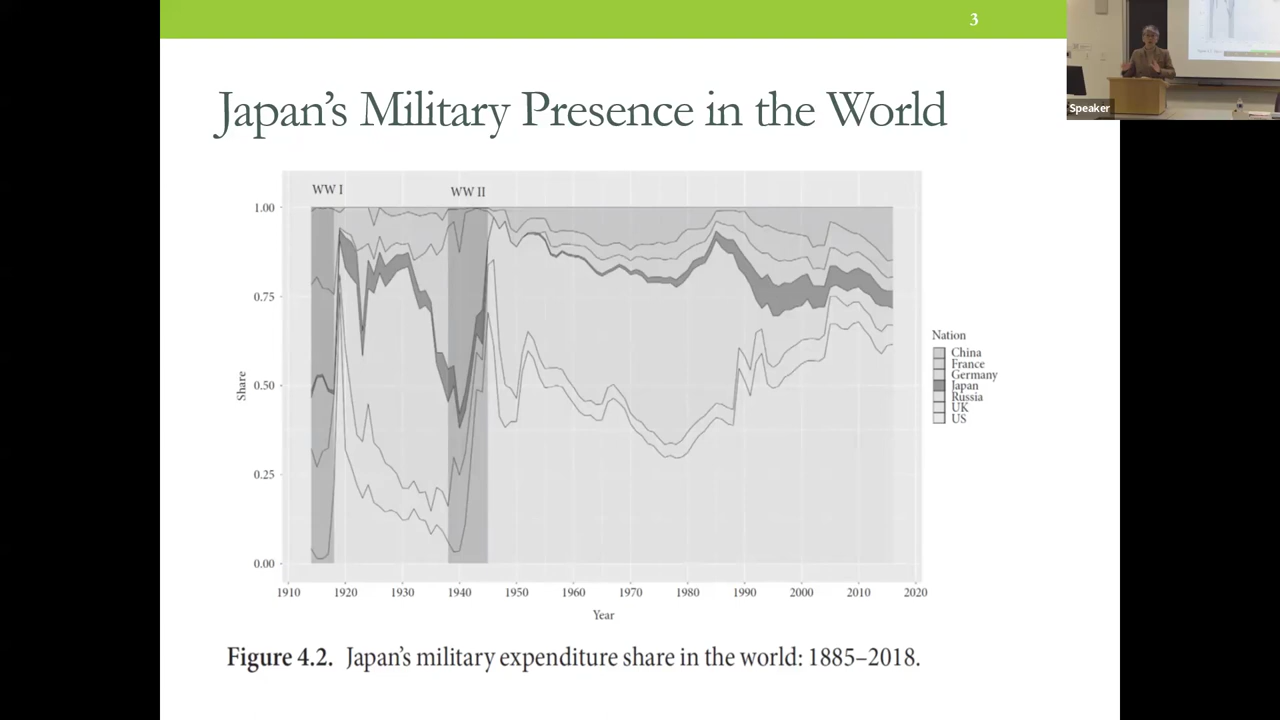 3
Speaker
Japan's Military Presence in the World
WW I
WW II
1.00
0.75
0.50
0.25
0.00
Share
1910 1920 1930 1940 1950 1960 1970 1980 1990 2000 2010 2020
Year
Nation
China
France
Germany
Japan
Russia
UK
US
Figure 4.2. Japan's military expenditure share in the world: 1885–2018.